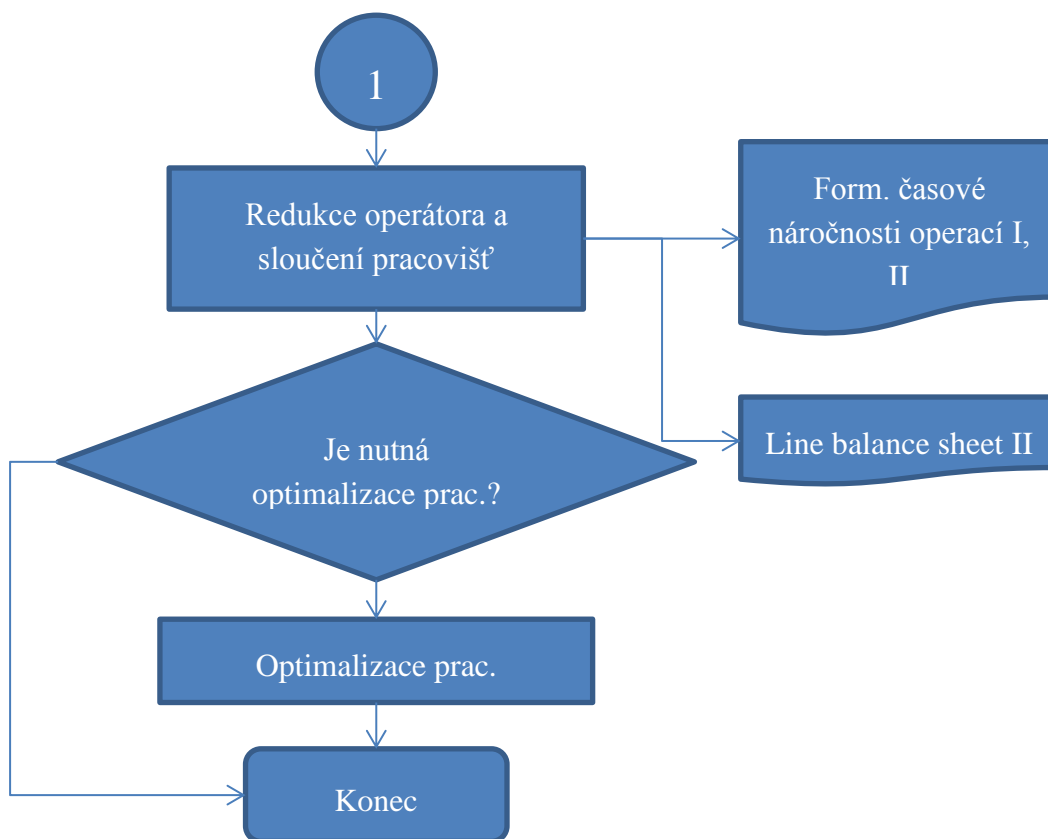 1
Redukce operátora a
sloučení pracovišť
Form. časové
náročnosti operací I,
II
Je nutná
optimalizace prac.?
Line balance sheet II
Optimalizace prac.
Konec